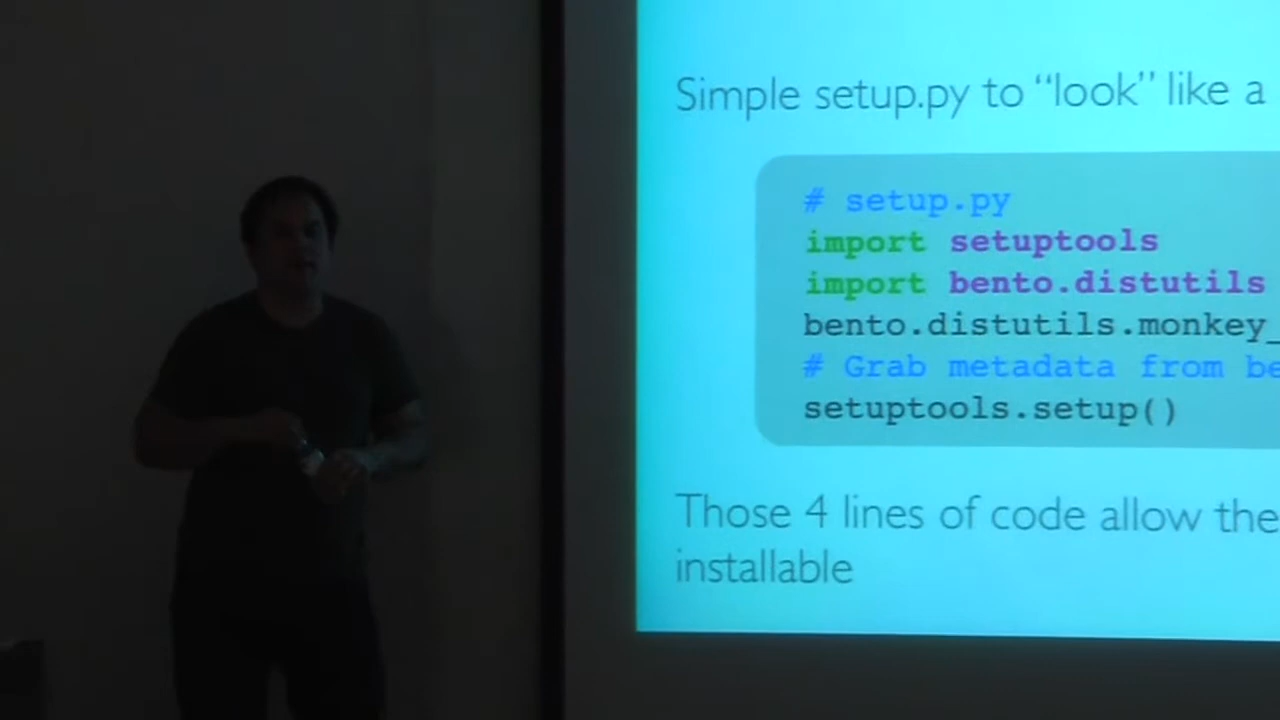 Simple setup.py to “look” like a
# setup.py
import setuptools
import bento.distutils
bento.distutils.monkey_
# Grab metadata from be
setuptools.setup()
Those 4 lines of code allow the
installable